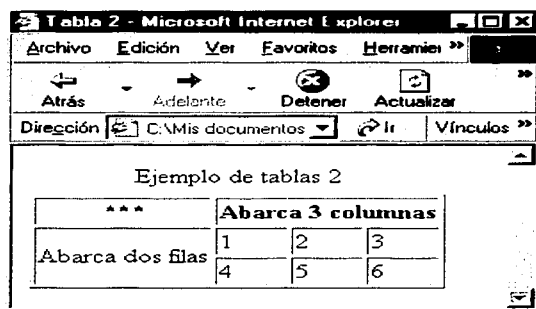 Tabla 2 - Microsoft Internet Explorer
Archivo Edición Ver Favoritos »
Atrás Adelante Detener Actualizar »
Dirección C:\Mis documentos Ir Vínculos »
Ejemplo de tablas 2
*** Abarca 3 columnas
Abarca dos filas 1 2 3
4 5 6